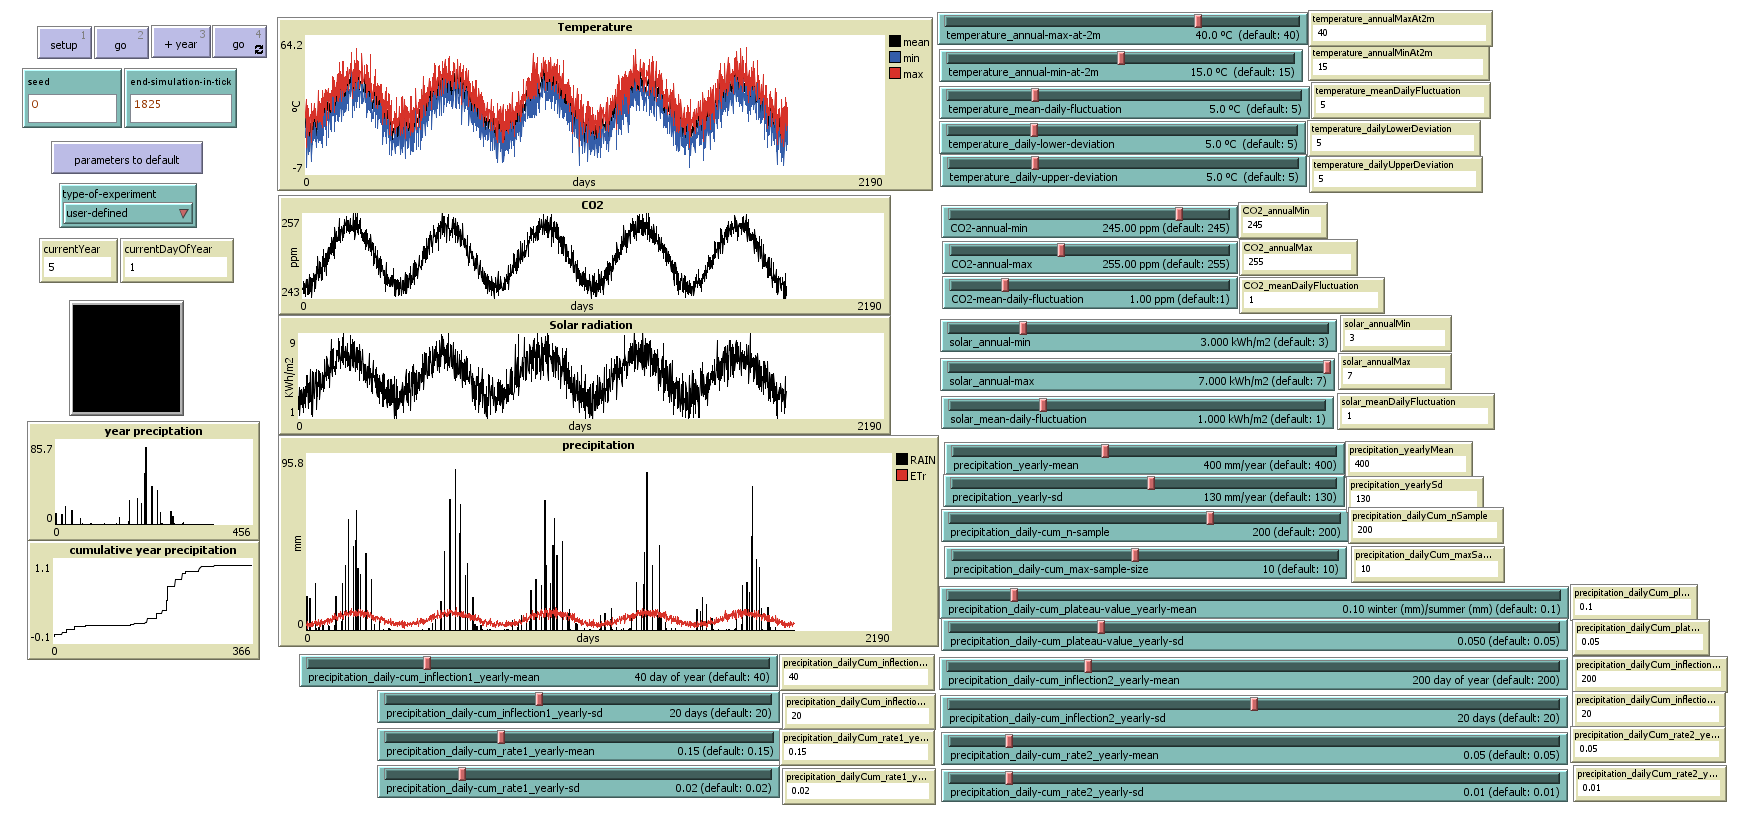 setup 1
go 2
+ year 3
go 4
seed
0
end-simulation-in-tick
1825
parameters to default
type-of-experiment
user-defined
currentYear
5
currentDayOfYear
1
year preciptation
85.7
0
0
456
cumulative year precipitation
1.1
-0.1
0
366
Temperature
64.2
ºC
-7
0
days
2190
mean
min
max
CO2
257
ppm
243
0
days
2190
Solar radiation
9
kWh/m2
1
0
days
2190
precipitation
95.8
mm
0
0
days
2190
RAIN
ETr
temperature_annual-max-at-2m 40.0 ºC (default: 40)
temperature_annualMaxAt2m
40
temperature_annual-min-at-2m 15.0 ºC (default: 15)
temperature_annualMinAt2m
15
temperature_mean-daily-fluctuation 5.0 ºC (default: 5)
temperature_meanDailyFluctuation
5
temperature_daily-lower-deviation 5.0 ºC (default: 5)
temperature_dailyLowerDeviation
5
temperature_daily-upper-deviation 5.0 ºC (default: 5)
temperature_dailyUpperDeviation
5
CO2-annual-min 245.00 ppm (default: 245)
CO2_annualMin
245
CO2-annual-max 255.00 ppm (default: 255)
CO2_annualMax
255
CO2-mean-daily-fluctuation 1.00 ppm (default:1)
CO2_meanDailyFluctuation
1
solar_annual-min 3.000 kWh/m2 (default: 3)
solar_annualMin
3
solar_annual-max 7.000 kWh/m2 (default: 7)
solar_annualMax
7
solar_mean-daily-fluctuation 1.000 kWh/m2 (default: 1)
solar_meanDailyFluctuation
1
precipitation_yearly-mean 400 mm/year (default: 400)
precipitation_yearlyMean
400
precipitation_yearly-sd 130 mm/year (default: 130)
precipitation_yearlySd
130
precipitation_daily-cum_n-sample 200 (default: 200)
precipitation_dailyCum_nSample
200
precipitation_daily-cum_max-sample-size 10 (default: 10)
precipitation_dailyCum_maxSa...
10
precipitation_daily-cum_plateau-value_yearly-mean 0.10 winter (mm)/summer (mm) (default: 0.1)
precipitation_dailyCum_pl...
0.1
precipitation_daily-cum_plateau-value_yearly-sd 0.050 (default: 0.05)
precipitation_dailyCum_plat...
0.05
precipitation_daily-cum_inflection1_yearly-mean 40 day of year (default: 40)
precipitation_dailyCum_inflection...
40
precipitation_daily-cum_inflection2_yearly-mean 200 day of year (default: 200)
precipitation_dailyCum_inflection...
200
precipitation_daily-cum_inflection1_yearly-sd 20 days (default: 20)
precipitation_dailyCum_inflectio...
20
precipitation_daily-cum_inflection2_yearly-sd 20 days (default: 20)
precipitation_dailyCum_inflectio...
20
precipitation_daily-cum_rate1_yearly-mean 0.15 (default: 0.15)
precipitation_dailyCum_rate1_ye...
0.15
precipitation_daily-cum_rate2_yearly-mean 0.05 (default: 0.05)
precipitation_dailyCum_rate2_ye...
0.05
precipitation_daily-cum_rate1_yearly-sd 0.02 (default: 0.02)
precipitation_dailyCum_rate1_y...
0.02
precipitation_daily-cum_rate2_yearly-sd 0.01 (default: 0.01)
precipitation_dailyCum_rate2_y...
0.01